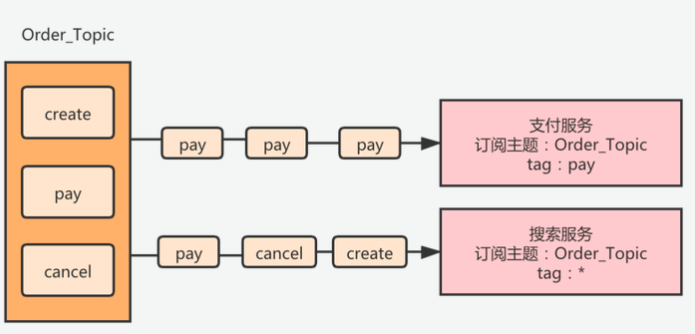 Order_Topic
create
pay
cancel
pay
pay
pay
支付服务
订阅主题：Order_Topic
tag：pay
pay
cancel
create
搜索服务
订阅主题：Order_Topic
tag：*